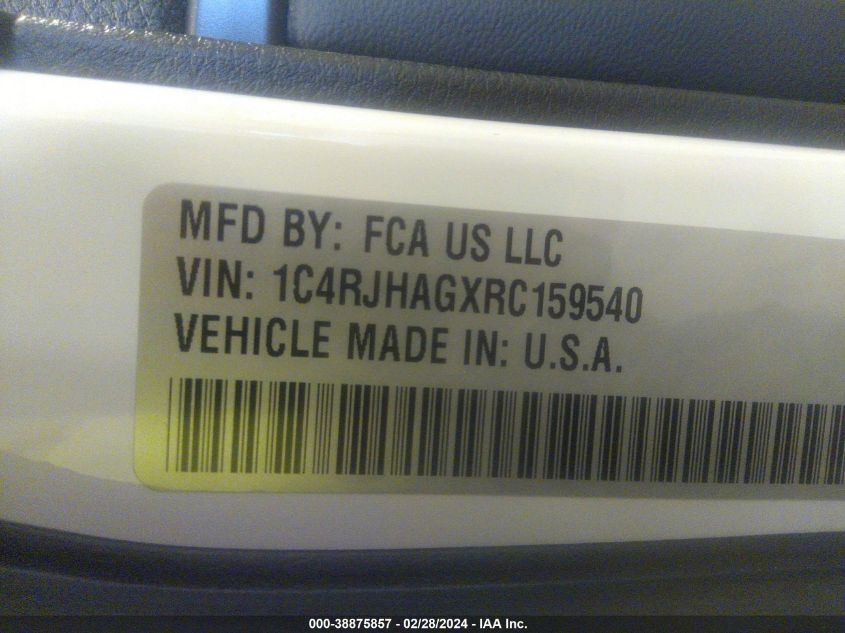 MFD BY: FCA US LLC
VIN: 1C4RJHAGXRC159540
VEHICLE MADE IN: U.S.A.
000-38875857 - 02/28/2024 - IAA Inc.